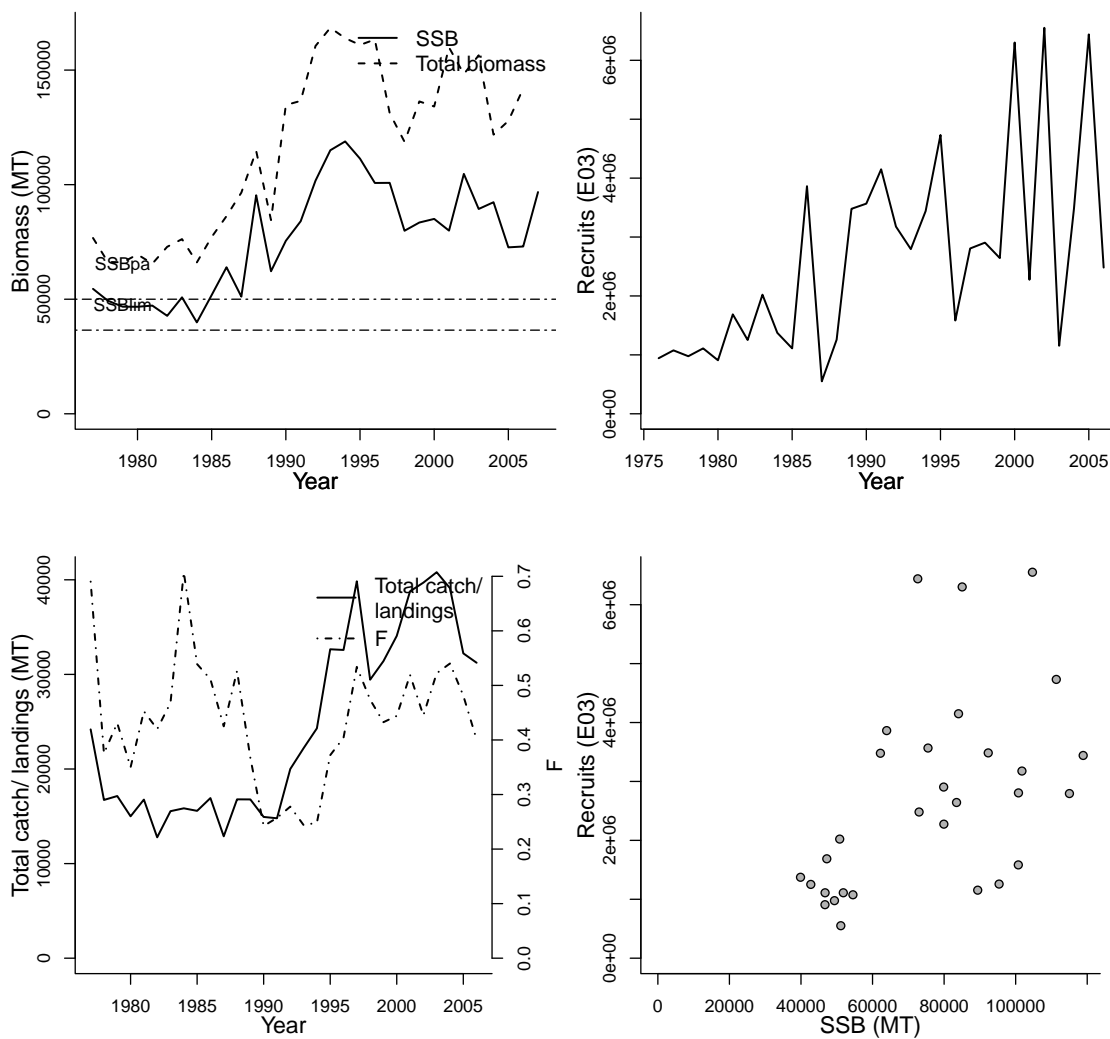 SSB
Total biomass
150000
100000
50000
0
Biomass (MT)
SSBpa
SSBlim
1980 1985 1990 1995 2000 2005
Year
6e+06
4e+06
2e+06
0e+00
Recruits (E03)
1975 1980 1985 1990 1995 2000 2005
Year
Total catch/
landings
F
40000
30000
20000
10000
0
Total catch/ landings (MT)
0.7
0.6
0.5
0.4
0.3
0.2
0.1
0.0
F
1980 1985 1990 1995 2000 2005
Year
6e+06
4e+06
2e+06
0e+00
Recruits (E03)
0 20000 40000 60000 80000 100000
SSB (MT)